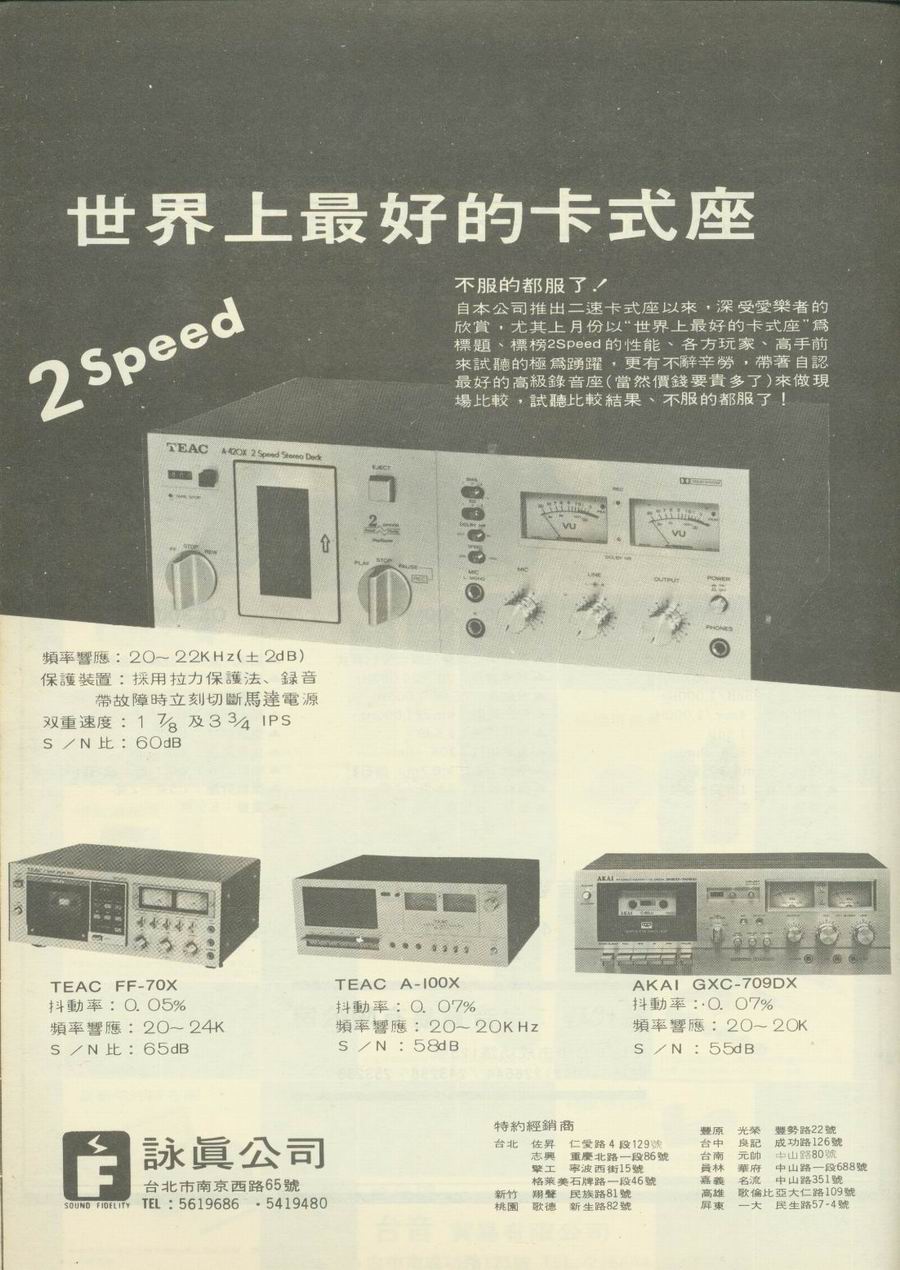 世界上最好的卡式座
2 Speed
不服的都服了！
自本公司推出二速卡式座以來，深受愛樂者的
欣賞，尤其上月份以“世界上最好的卡式座”為
標題、標榜2Speed的性能、各方玩家、高手前
來試聽的極為踴躍，更有不辭辛勞，帶著自認
最好的高級錄音座(當然價錢要貴多了)來做現
場比較，試聽比較結果、不服的都服了！
TEAC A-420X 2 Speed Stereo Deck
EJECT
FF STOP REW
PLAY STOP PAUSE
REC
DOLBY NR
MIC
L MONO
REC
VU
VU
DOLBY NR
MIC
LINE
OUTPUT
POWER
PHONES
頻率響應：20～22KHz(±2dB)
保護裝置：採用拉力保護法、録音
帶故障時立刻切斷馬達電源
双重速度：1 7/8 及3 3/4 IPS
S／N比：60dB
TEAC
AKAI
AKAI
TEAC FF-70X
抖動率：0.05%
頻率響應：20～24K
S／N比：65dB
TEAC A-100X
抖動率：0.07%
頻率響應：20～20KHz
S／N：58dB
AKAI GXC-709DX
抖動率：0.07%
頻率響應：20～20K
S／N：55dB
SOUND FIDELITY
詠眞公司
台北市南京西路65號
TEL：5619686・5419480
特約經銷商
台北 佐昇 仁愛路4段129號
志興 重慶北路一段86號
擎工 寧波西街15號
格萊美 石牌路一段46號
新竹 翔聲 民族路81號
桃園 歌德 新生路82號
豐原 光榮 豐勢路22號
台中 良記 成功路126號
台南 元帥 中山路80號
員林 華府 中山路一段688號
嘉義 名流 中山路351號
高雄 歌倫比亞 大仁路109號
屏東 一大 民生路57-4號